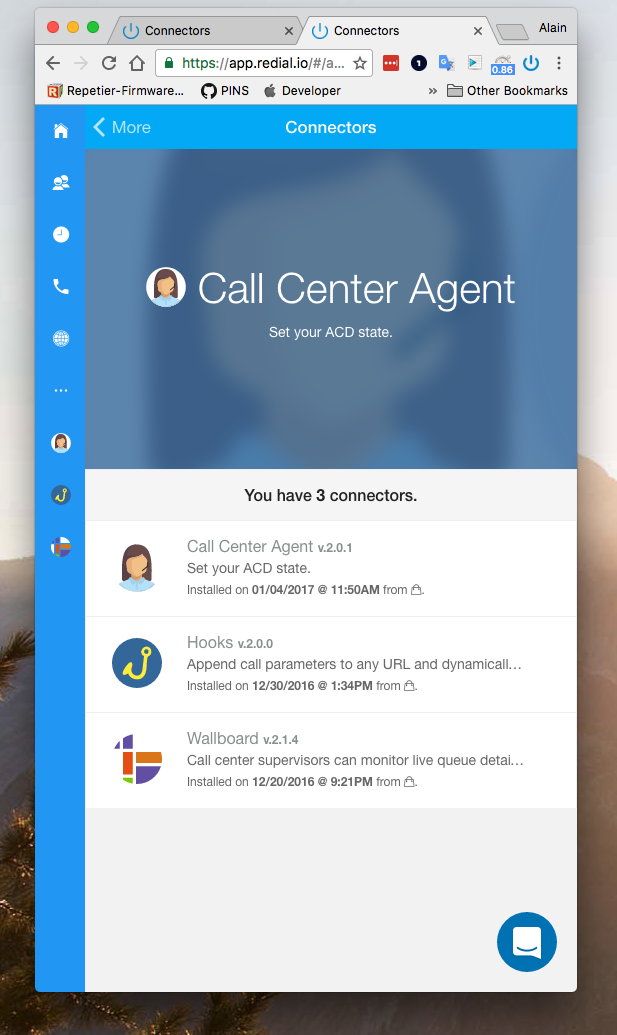 Connectors
Connectors
Alain
https://app.redial.io/#/a...
1
0.86
Repetier-Firmware...
PINS
Developer
»
Other Bookmarks
More
Connectors
Call Center Agent
Set your ACD state.
You have 3 connectors.
Call Center Agent v.2.0.1
Set your ACD state.
Installed on 01/04/2017 @ 11:50AM from .
Hooks v.2.0.0
Append call parameters to any URL and dynamicall...
Installed on 12/30/2016 @ 1:34PM from .
Wallboard v.2.1.4
Call center supervisors can monitor live queue detai...
Installed on 12/20/2016 @ 9:21PM from .